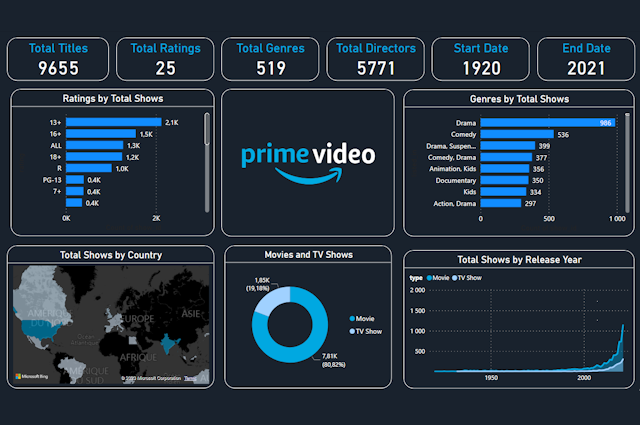 Total Titles
9655
Total Ratings
25
Total Genres
519
Total Directors
5771
Start Date
1920
End Date
2021
Ratings by Total Shows
13+ 2,1K
16+ 1,5K
ALL 1,3K
18+ 1,2K
R 1,0K
PG-13 0,4K
7+ 0,4K
0,4K
0K 2K
prime video
Genres by Total Shows
Drama 986
Comedy 536
Drama, Suspen... 399
Comedy, Drama 377
Animation, Kids 356
Documentary 350
Kids 334
Action, Drama 297
0 500 1 000
Total Shows by Country
AMÉRIQUE
DU NORD
EUROPE
ASIE
Océan
Atlantique
AFRIQUE
AMÉRIQUE
DU SUD
Microsoft Bing
Microsoft Corporation Terms
Movies and TV Shows
1,85K
(19,18%)
Movie
TV Show
7,81K
(80,82%)
Total Shows by Release Year
type Movie TV Show
2 000
1 500
1 000
500
1950 2000